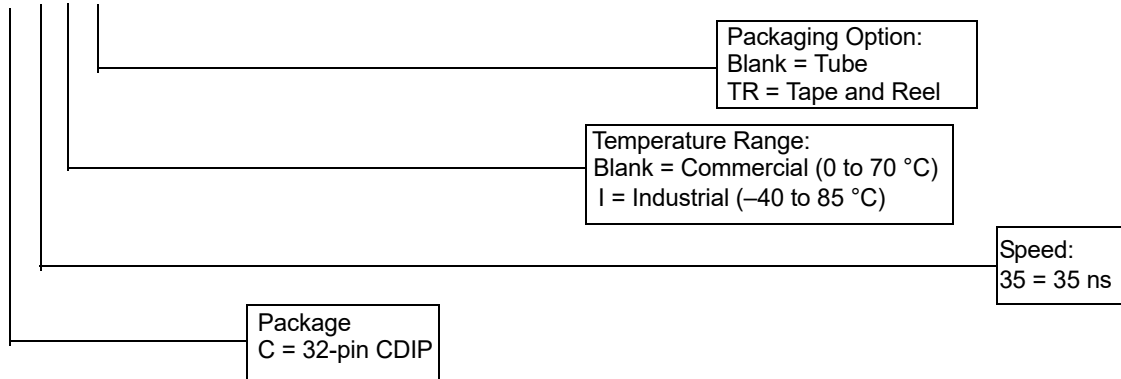 Packaging Option:
Blank = Tube
TR = Tape and Reel
Temperature Range:
Blank = Commercial (0 to 70 °C)
I = Industrial (–40 to 85 °C)
Speed:
35 = 35 ns
Package
C = 32-pin CDIP